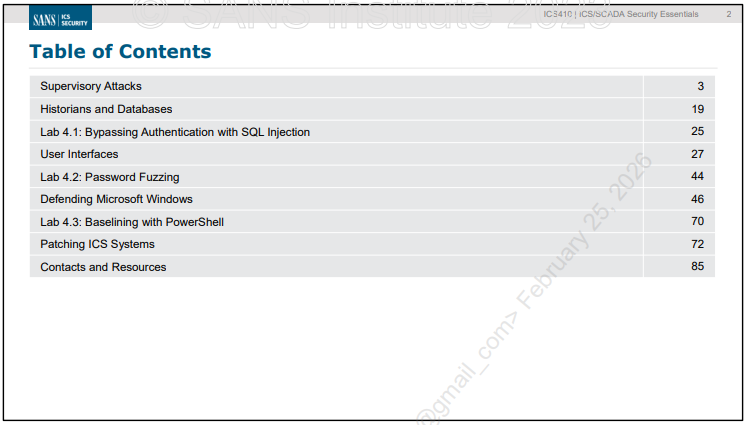 © SANS Institute 2026
SANS | ICS SECURITY
ICS410 | ICS/SCADA Security Essentials 2
Table of Contents
Supervisory Attacks 3
Historians and Databases 19
Lab 4.1: Bypassing Authentication with SQL Injection 25
User Interfaces 27
Lab 4.2: Password Fuzzing 44
Defending Microsoft Windows 46
Lab 4.3: Baselining with PowerShell 70
Patching ICS Systems 72
Contacts and Resources 85
@gmail_com> February 25, 2026